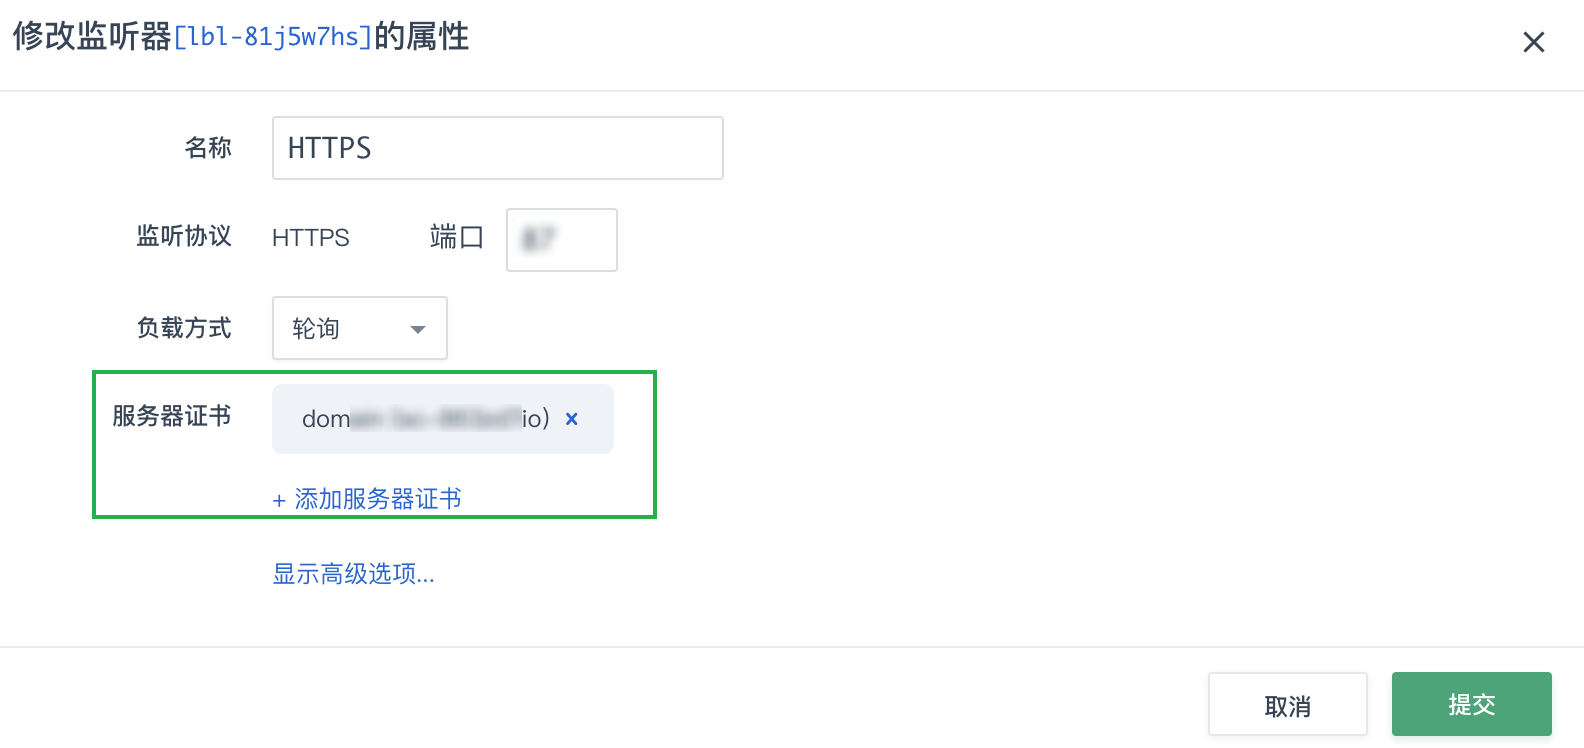 修改监听器[lbl-81j5w7hs]的属性
名称 HTTPS
监听协议 HTTPS 端口
负载方式 轮询
服务器证书 dom io) ×
+ 添加服务器证书
显示高级选项...
取消 提交